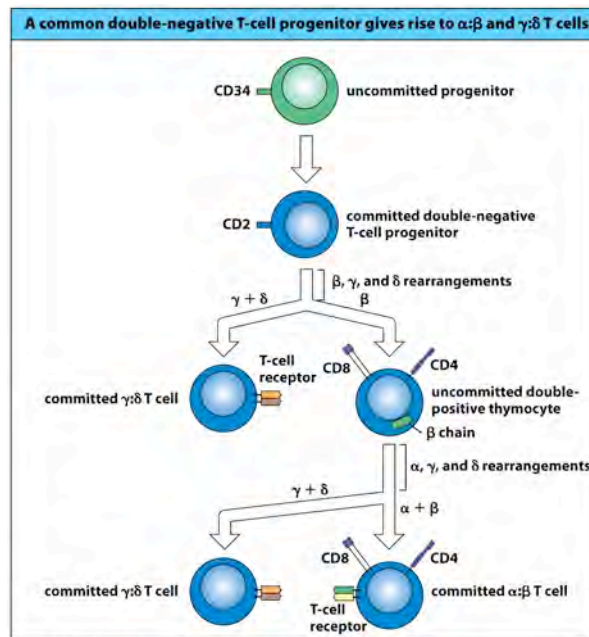 A common double-negative T-cell progenitor gives rise to α:β and γ:δ T cells
CD34
uncommitted progenitor
CD2
committed double-negative
T-cell progenitor
β, γ, and δ rearrangements
γ + δ
β
T-cell
receptor
CD8
CD4
committed γ:δ T cell
uncommitted double-
positive thymocyte
β chain
α, γ, and δ rearrangements
γ + δ
α + β
CD8
CD4
committed γ:δ T cell
committed α:β T cell
T-cell
receptor